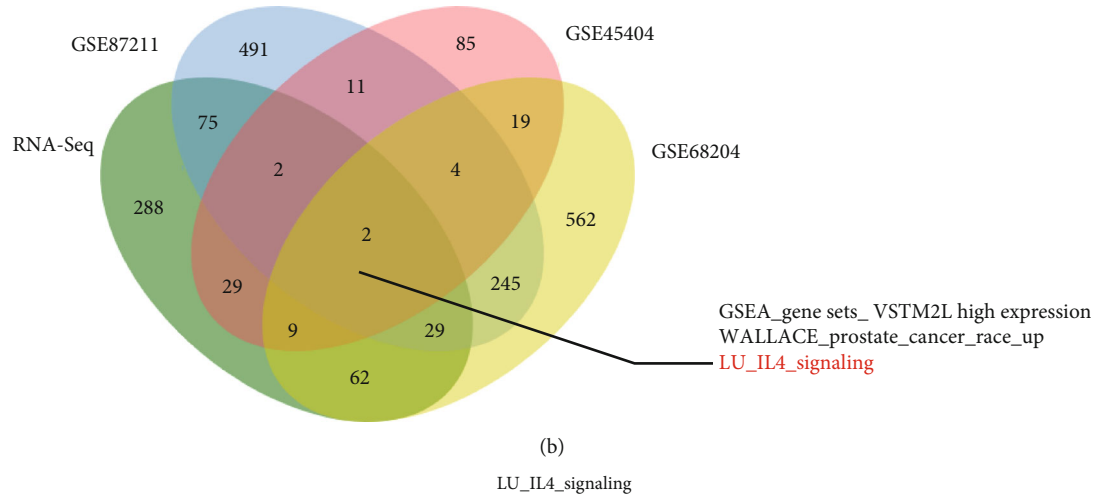 GSE87211
491
85
GSE45404
11
75
19
RNA-Seq
2
4
GSE68204
288
2
562
29
245
9
29
62
GSEA_gene sets_ VSTM2L high expression
WALLACE_prostate_cancer_race_up
LU_IL4_signaling
(b)
LU_IL4_signaling